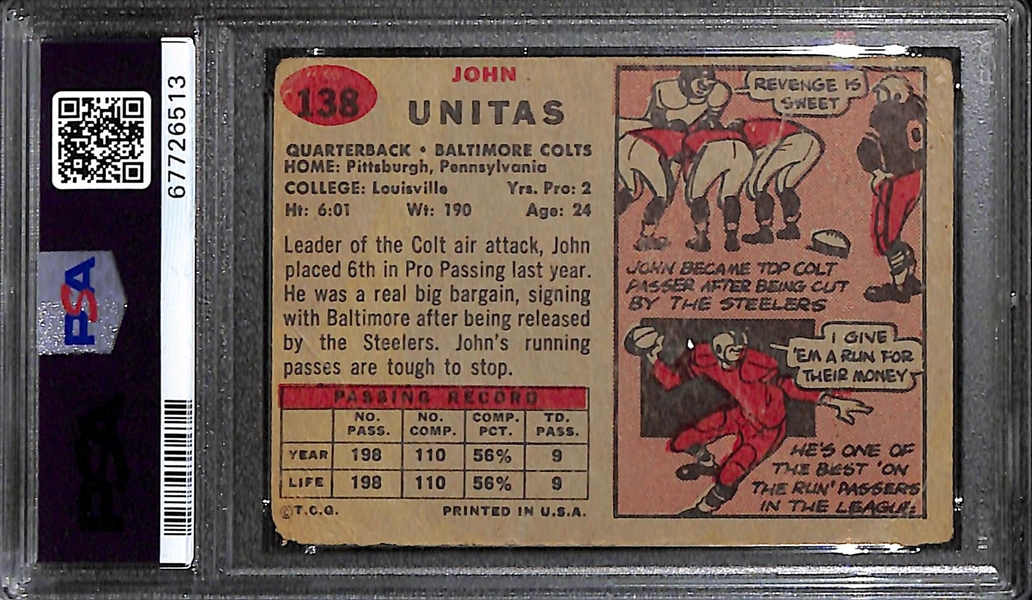 67726513
PSA
PSA
138
JOHN
UNITAS
QUARTERBACK • BALTIMORE COLTS
HOME: Pittsburgh, Pennsylvania
COLLEGE: Louisville Yrs. Pro: 2
Ht: 6:01 Wt: 190 Age: 24
Leader of the Colt air attack, John
placed 6th in Pro Passing last year.
He was a real big bargain, signing
with Baltimore after being released
by the Steelers. John's running
passes are tough to stop.
PASSING RECORD
NO. PASS. NO. COMP. COMP. PCT. TD. PASS.
YEAR 198 110 56% 9
LIFE 198 110 56% 9
©T.C.G. PRINTED IN U.S.A.
REVENGE IS
SWEET
JOHN BECAME TOP COLT
PASSER AFTER BEING CUT
BY THE STEELERS
I GIVE
'EM A RUN FOR
THEIR MONEY
HE'S ONE OF
THE BEST 'ON
THE RUN' PASSERS
IN THE LEAGUE.